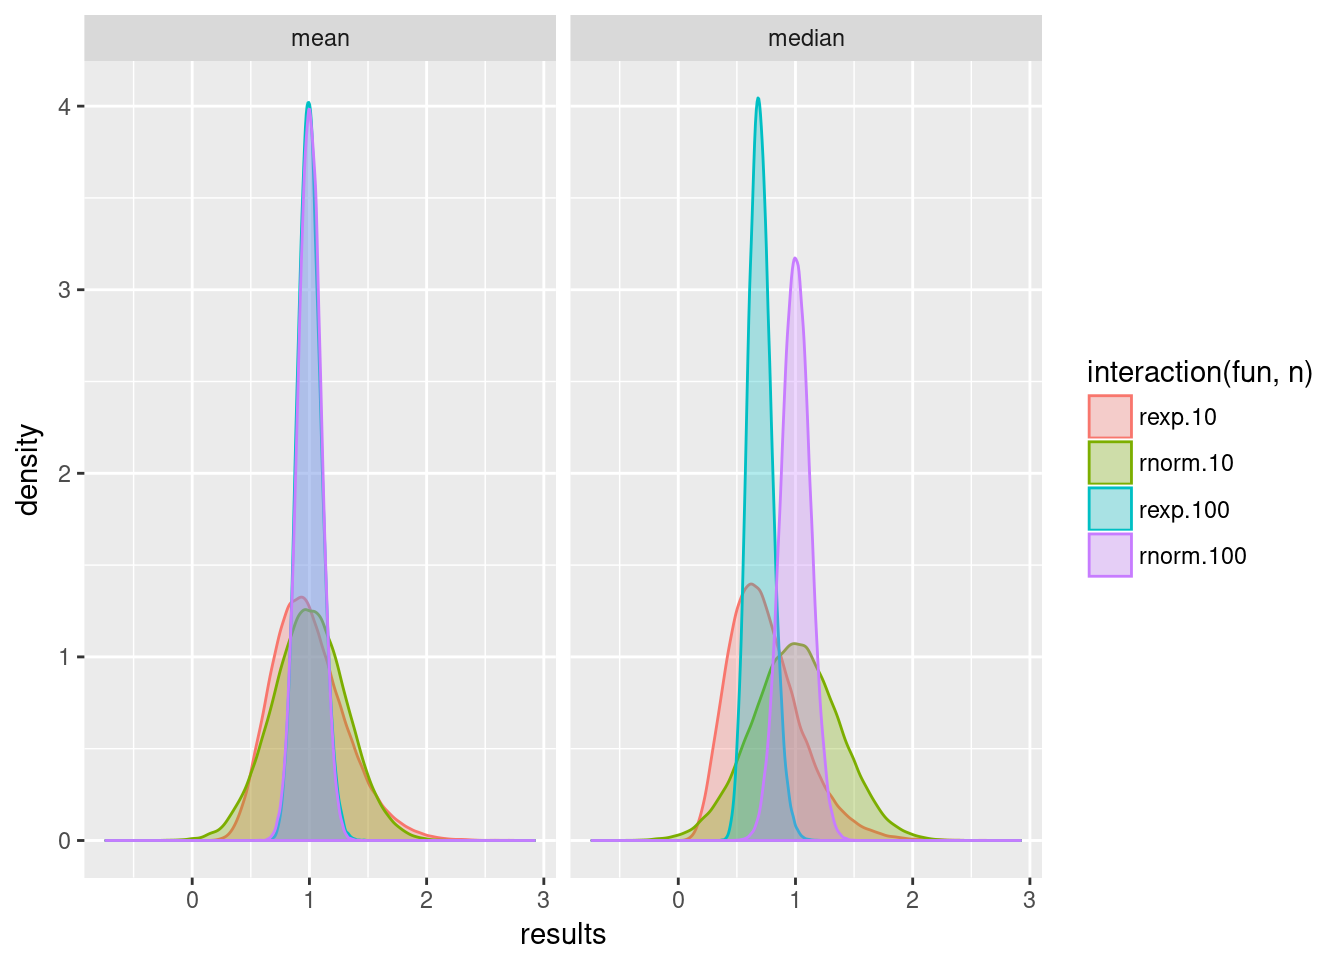 mean
median
4
3
2
1
0
density
0
1
2
3
0
1
2
3
results
interaction(fun, n)
rexp.10
rnorm.10
rexp.100
rnorm.100